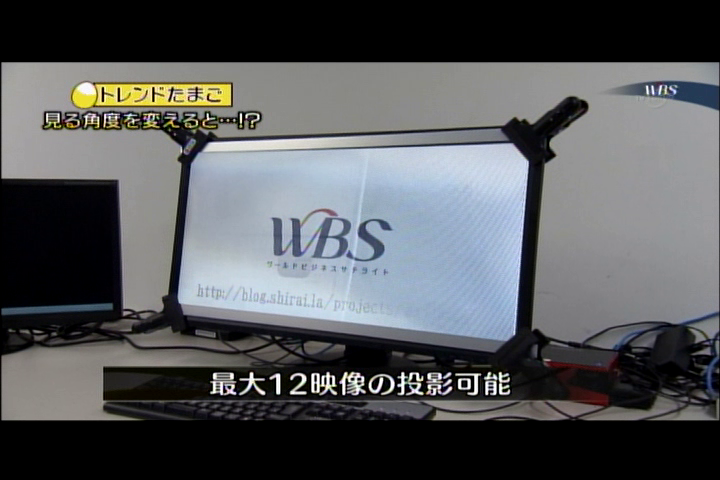 トレンドたまご
見る角度を変えると…!?
WBS
WBS
ワールドビジネスサテライト
http://blog.shirai.la/projects/
最大12映像の投影可能